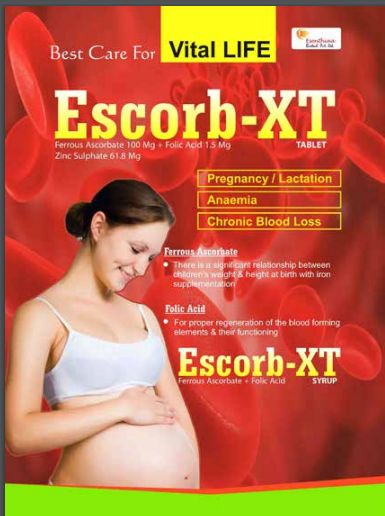 Best Care For Vital LIFE
Escorb-XT
TABLET
Ferrous Ascorbate 100 Mg + Folic Acid 1.5 Mg
Zinc Sulphate 61.8 Mg
Pregnancy / Lactation
Anaemia
Chronic Blood Loss
Ferrous Ascorbate
There is a significant relationship between
children's weight & height at birth with iron
supplementation
Folic Acid
For proper regeneration of the blood forming
elements & their functioning
Escorb-XT
Ferrous Ascorbate + Folic Acid SYRUP